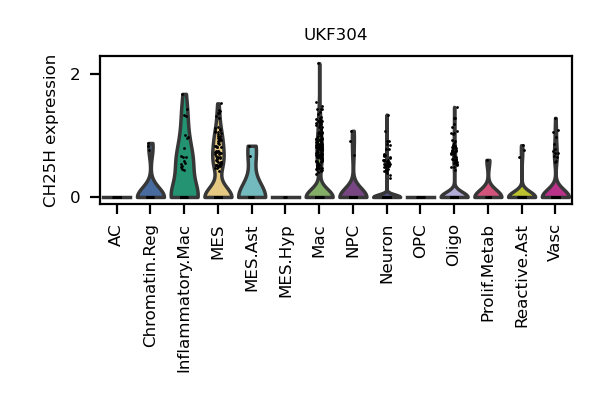 UKF304
CH25H expression
2
0
AC
Chromatin.Reg
Inflammatory.Mac
MES
MES.Ast
MES.Hyp
Mac
NPC
Neuron
OPC
Oligo
Prolif.Metab
Reactive.Ast
Vasc